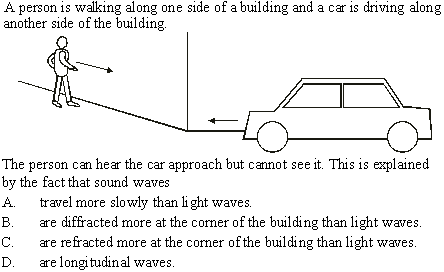 A person is walking along one side of a building and a car is driving along
another side of the building.
The person can hear the car approach but cannot see it. This is explained
by the fact that sound waves
A. travel more slowly than light waves.
B. are diffracted more at the corner of the building than light waves.
C. are refracted more at the corner of the building than light waves.
D. are longitudinal waves.